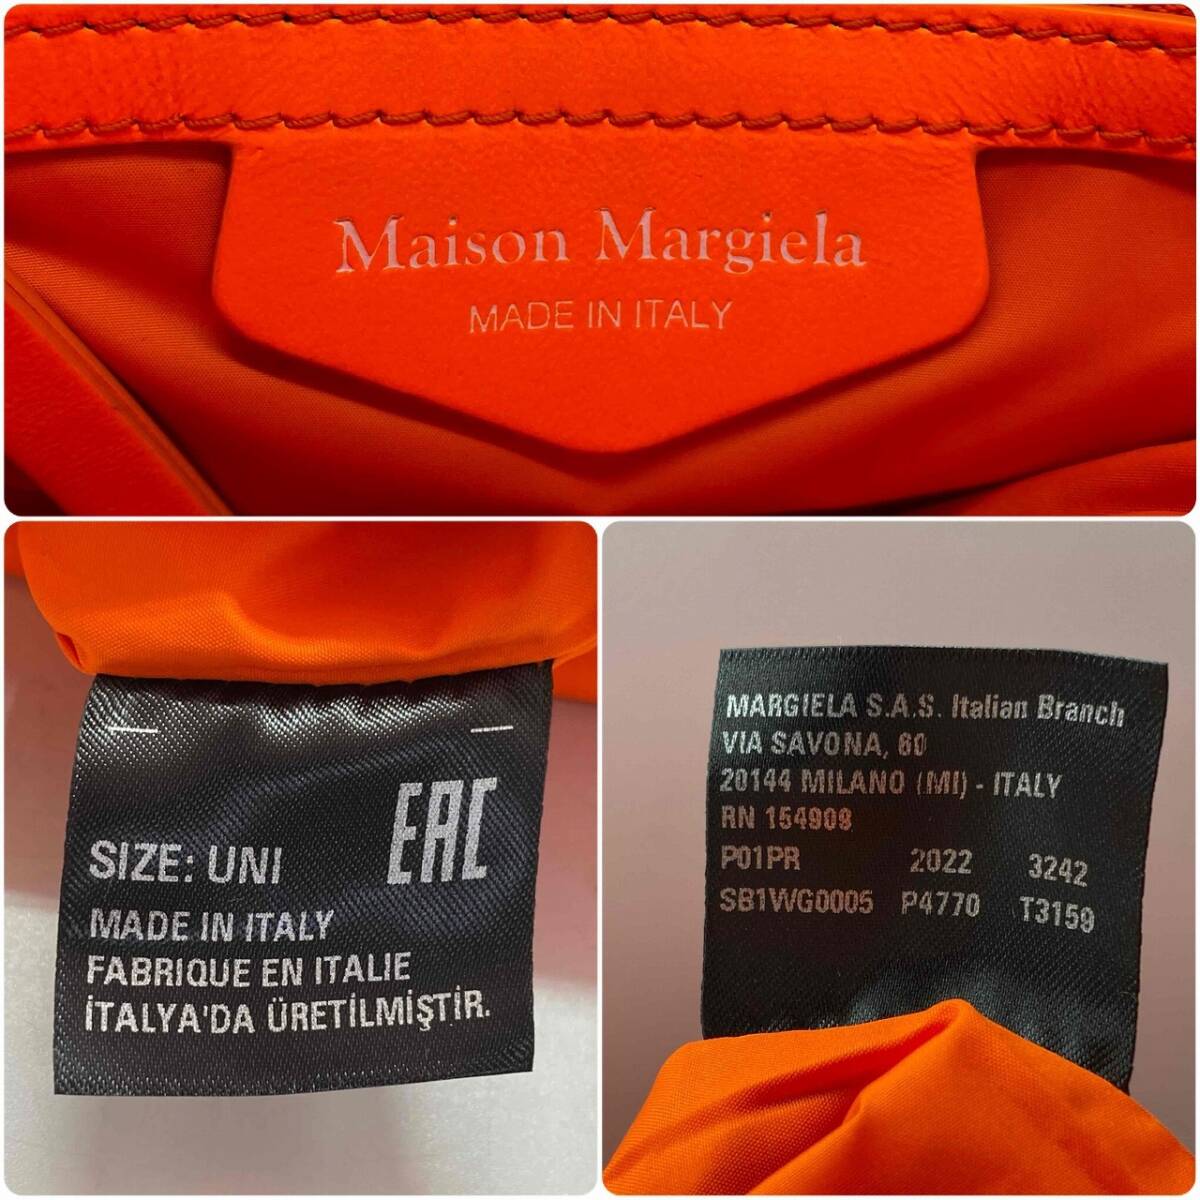 Maison Margiela
MADE IN ITALY
EAC
SIZE: UNI
MADE IN ITALY
FABRIQUE EN ITALIE
İTALYA'DA ÜRETİLMİŞTİR.
MARGIELA S.A.S. Italian Branch
VIA SAVONA, 60
20144 MILANO (MI) - ITALY
RN 154909
P01PR 2022 3242
SB1WG0005 P4770 T3159